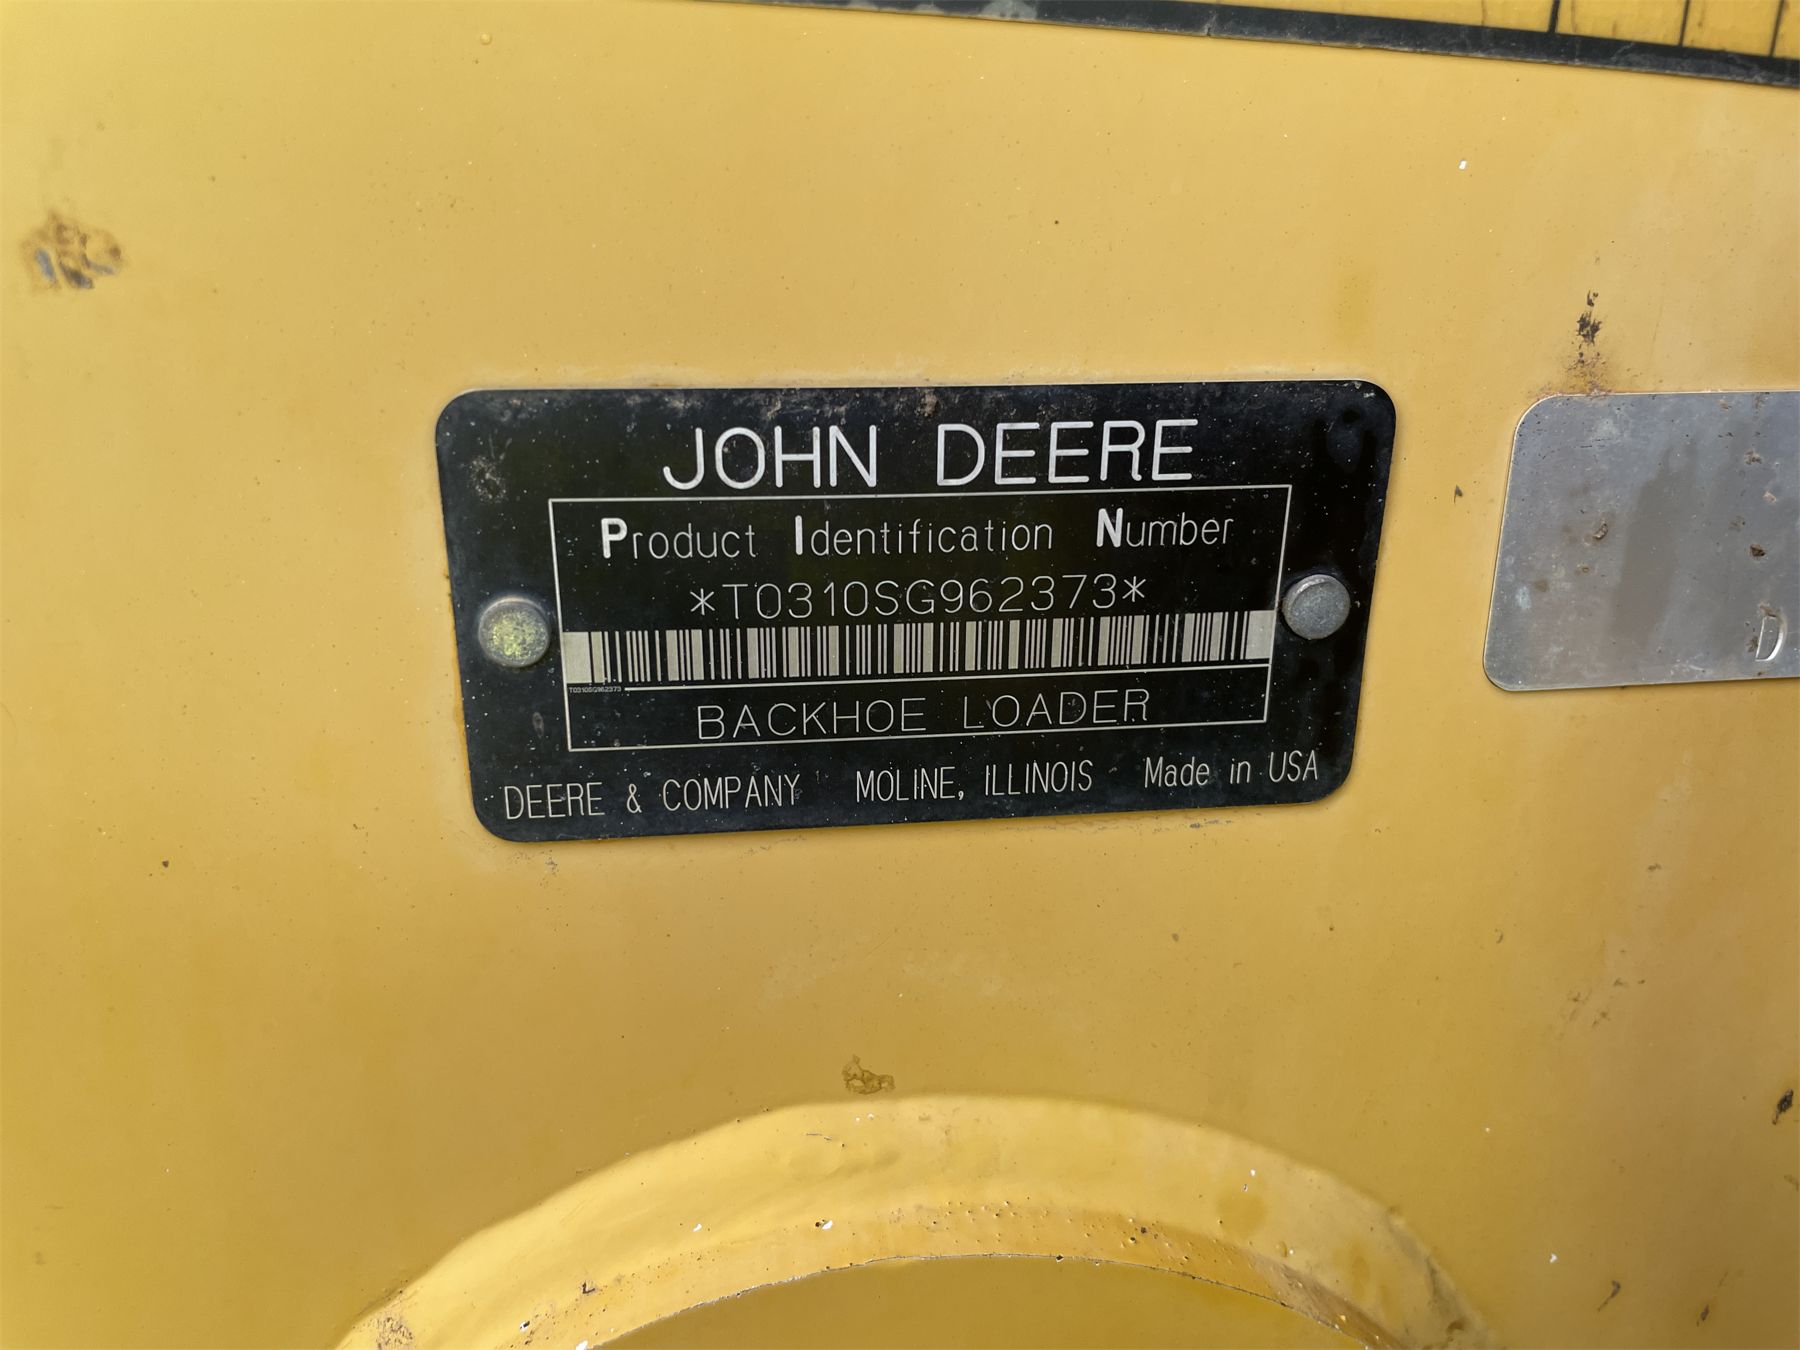 JOHN DEERE
Product Identification Number
*T0310SG962373*
T0310SG962373
BACKHOE LOADER
DEERE & COMPANY MOLINE, ILLINOIS Made in USA
D